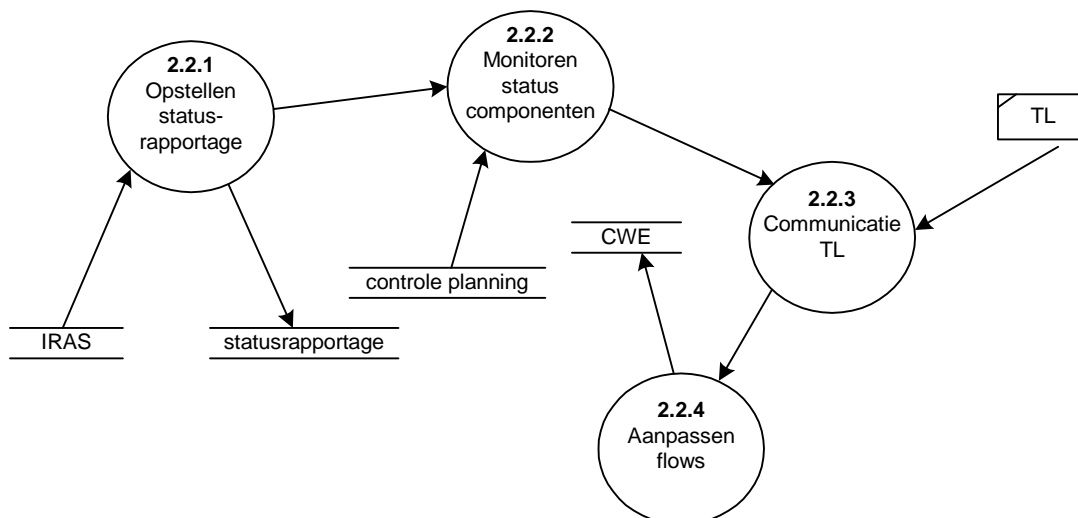 2.2.1
Opstellen
status-
rapportage
2.2.2
Monitoren
status
componenten
TL
2.2.3
Communicatie
TL
CWE
controle planning
IRAS
statusrapportage
2.2.4
Aanpassen
flows